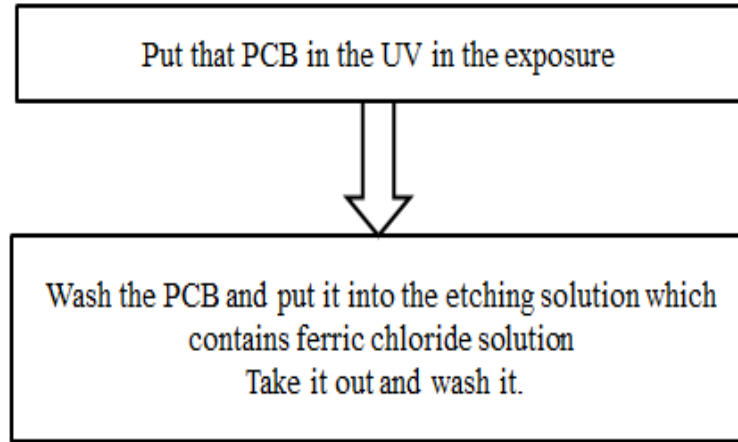 Put that PCB in the UV in the exposure
Wash the PCB and put it into the etching solution which
contains ferric chloride solution
Take it out and wash it.